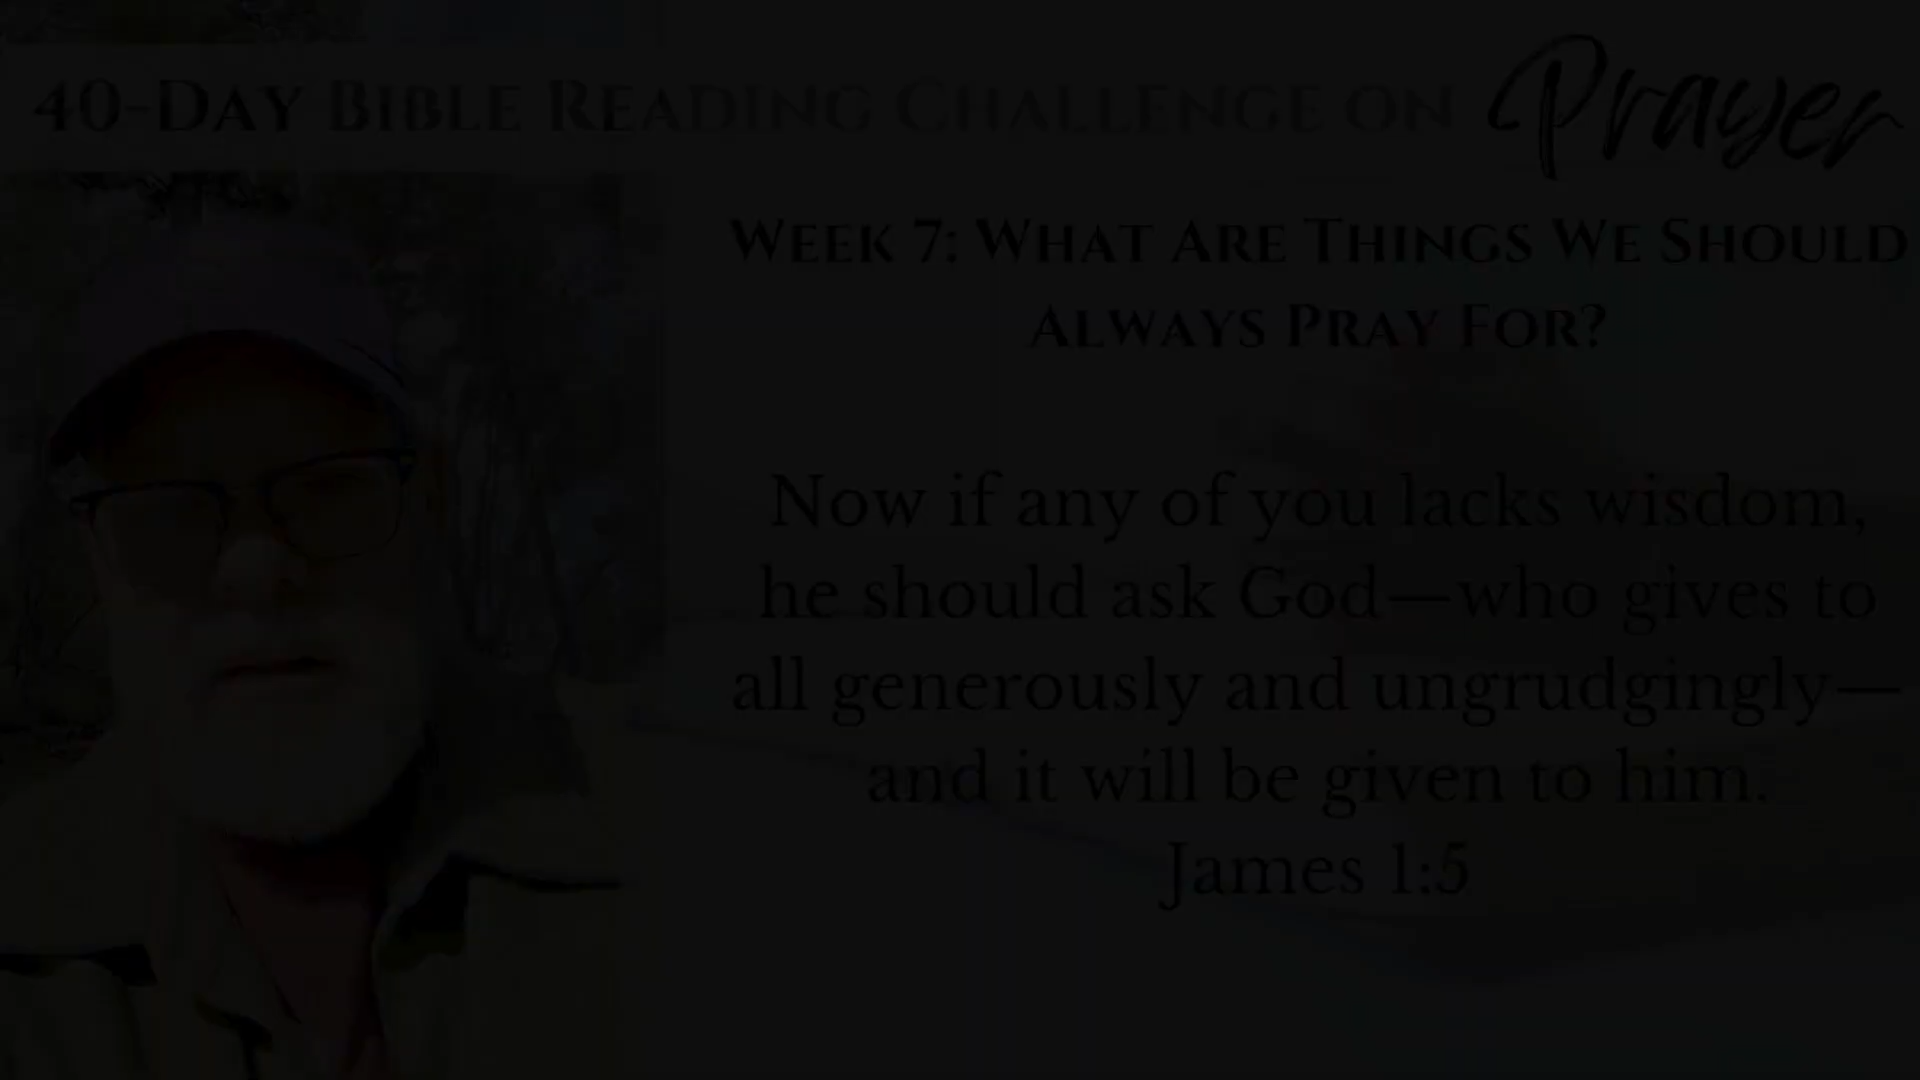 40-Day Bible Reading Challenge on Prayer
Week 7: What Are Things We Should
Always Pray For?
Now if any of you lacks wisdom,
he should ask God—who gives to
all generously and ungrudgingly—
and it will be given to him.
James 1:5